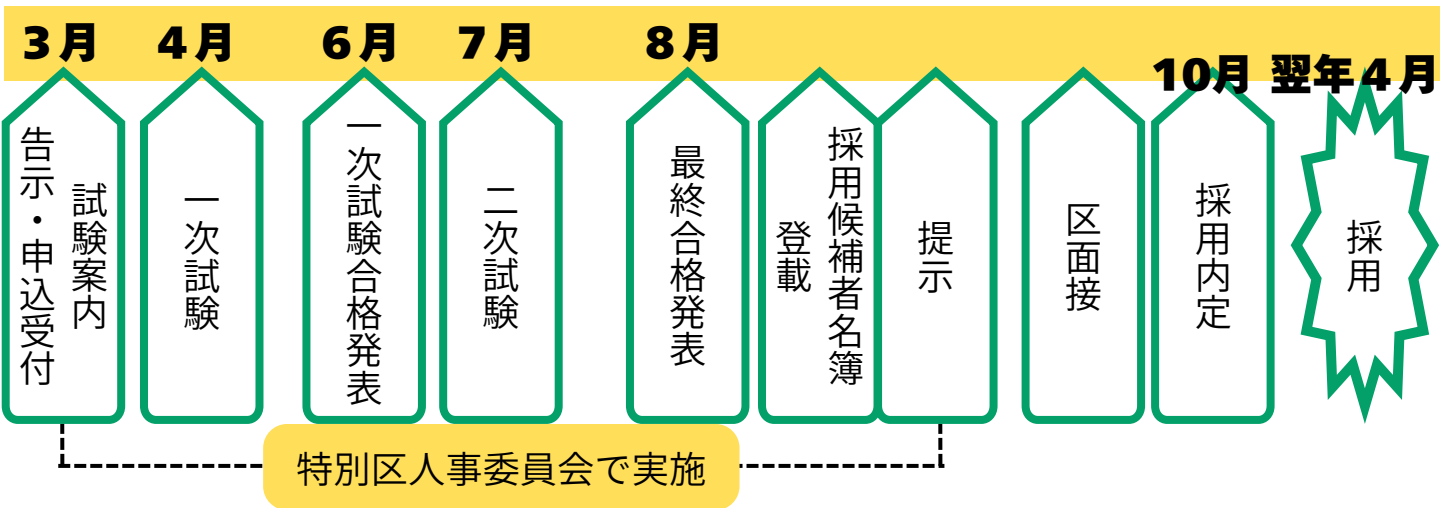 3月
4月
6月
7月
8月
10月
翌年4月
試験案内
告示・申込受付
一次試験
一次試験合格発表
二次試験
最終合格発表
採用候補者名簿
登載
提示
区面接
採用内定
採用
特別区人事委員会で実施